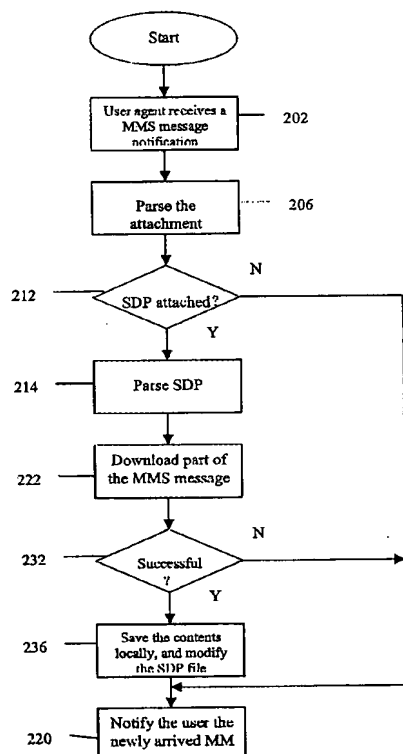 Start
User agent receives a
MMS message
notification
202
Parse the
attachment
206
N
212
SDP attached?
Y
214
Parse SDP
Download part of
the MMS message
222
N
232
Successful
?
Y
Save the contents
locally, and modify
the SDP file
236
Notify the user the
newly arrived MM
220